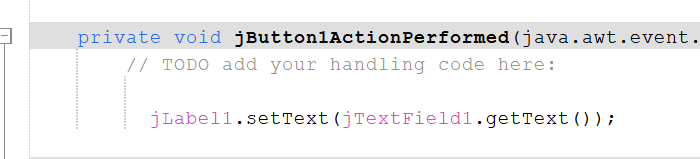 private void jButton1ActionPerformed(java.awt.event.
// TODO add your handling code here:
jLabel1.setText(jTextField1.getText());